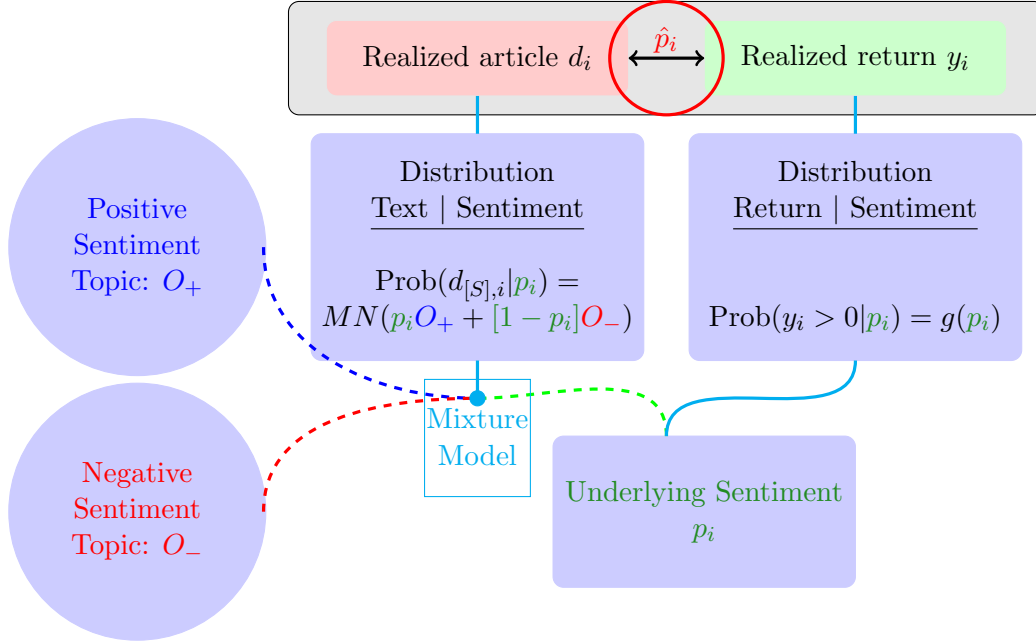 Realized article $d_i$
$\hat{p}_i$
Realized return $y_i$
Positive
Sentiment
Topic: $O_+$
Distribution
Text | Sentiment
Prob($d_{[S],i}|p_i$) =
$MN(p_iO_+ + [1-p_i]O_-)$
Distribution
Return | Sentiment
Prob($y_i > 0|p_i$) = $g(p_i)$
Mixture
Model
Negative
Sentiment
Topic: $O_-$
Underlying Sentiment
$p_i$